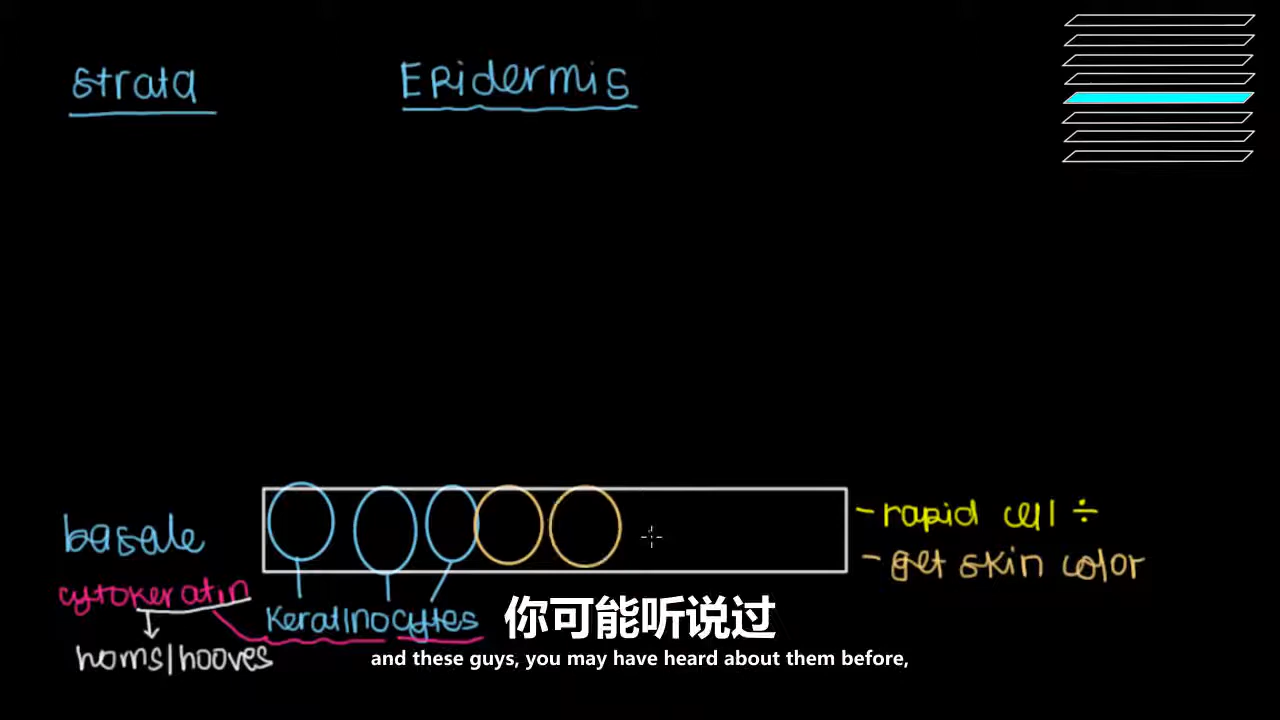 strata
Epidermis
basale
-rapid cell ÷
-get skin color
cytokeratin
Keratinocytes
horns/hooves
你可能听说过
and these guys, you may have heard about them before,